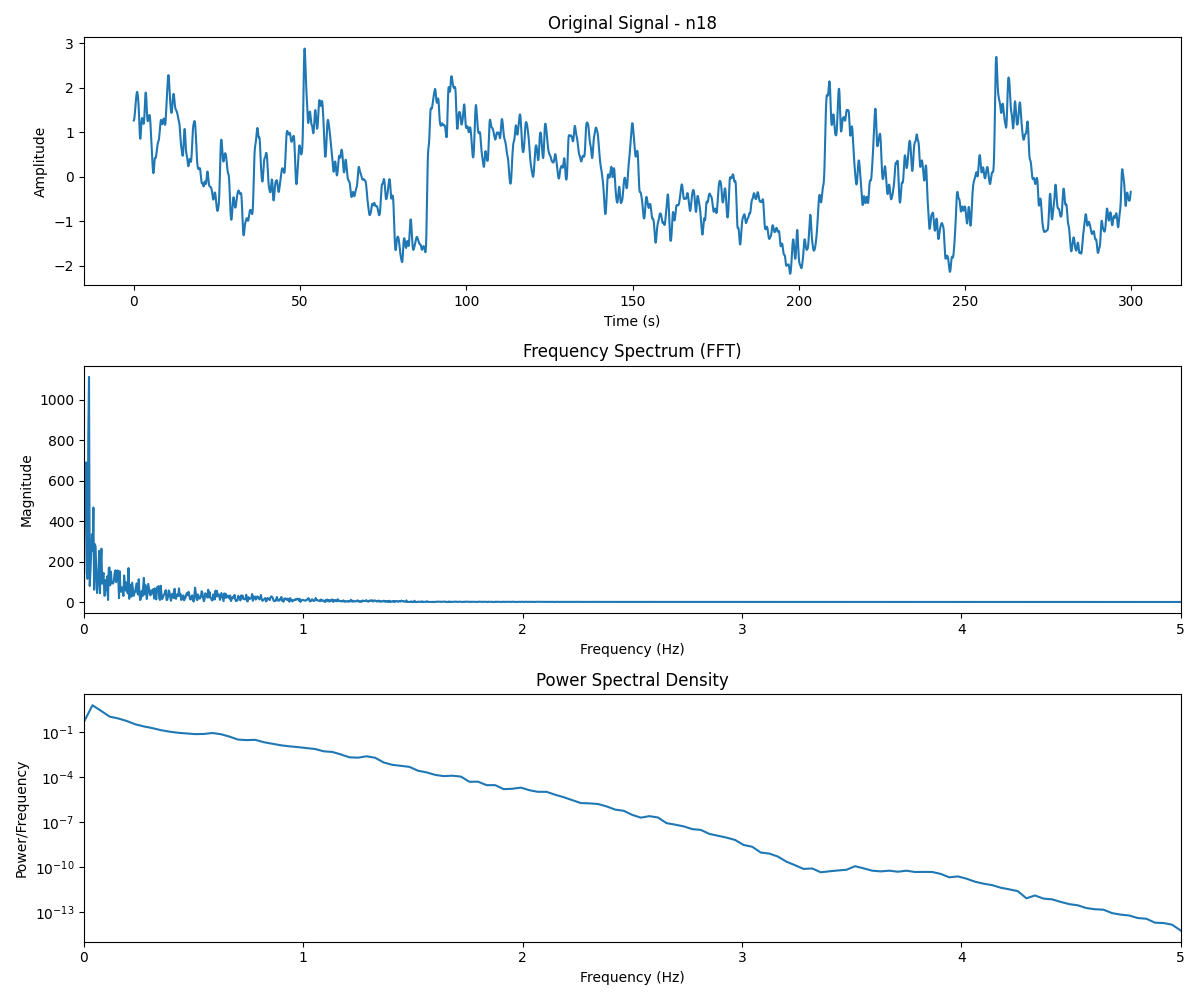 Original Signal - n18
Amplitude
3
2
1
0
−1
−2
0 50 100 150 200 250 300
Time (s)
Frequency Spectrum (FFT)
Magnitude
1000
800
600
400
200
0
0 1 2 3 4 5
Frequency (Hz)
Power Spectral Density
Power/Frequency
10⁻¹
10⁻⁴
10⁻⁷
10⁻¹⁰
10⁻¹³
0 1 2 3 4 5
Frequency (Hz)